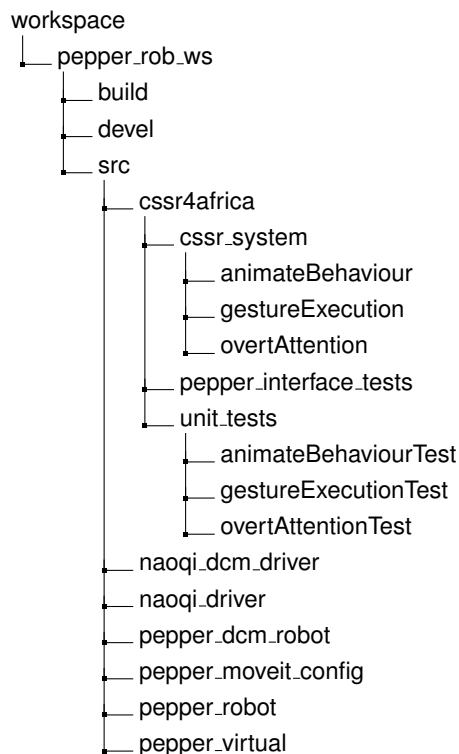 workspace
pepper_rob_ws
build
devel
src
cssr4africa
cssr_system
animateBehaviour
gestureExecution
overtAttention
pepper_interface_tests
unit_tests
animateBehaviourTest
gestureExecutionTest
overtAttentionTest
naoqi_dcm_driver
naoqi_driver
pepper_dcm_robot
pepper_moveit_config
pepper_robot
pepper_virtual